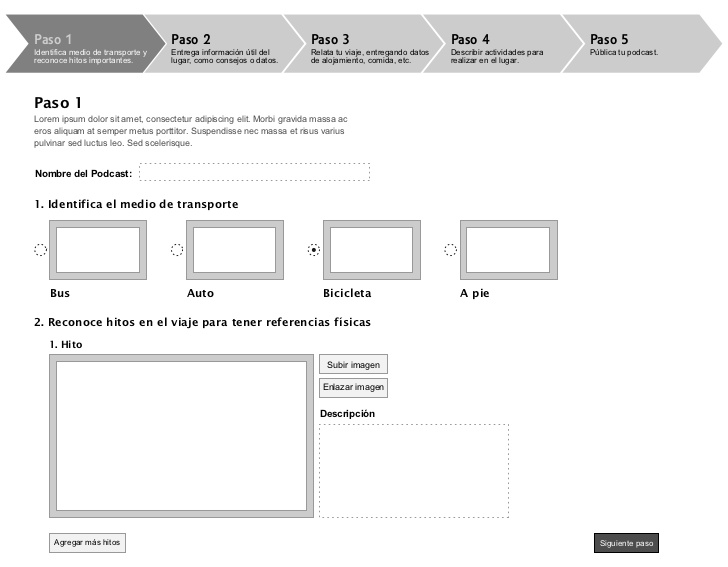 Paso 1
Identifica medio de transporte y
reconoce hitos importantes.
Paso 2
Entrega información útil del
lugar, como consejos o datos.
Paso 3
Relata tu viaje, entregando datos
de alojamiento, comida, etc.
Paso 4
Describir actividades para
realizar en el lugar.
Paso 5
Pública tu podcast.
Paso 1
Lorem ipsum dolor sit amet, consectetur adipiscing elit. Morbi gravida massa ac
eros aliquam at semper metus porttitor. Suspendisse nec massa et risus varius
pulvinar sed luctus leo. Sed scelerisque.
Nombre del Podcast:
1. Identifica el medio de transporte
Bus
Auto
Bicicleta
A pie
2. Reconoce hitos en el viaje para tener referencias físicas
1. Hito
Subir imagen
Enlazar imagen
Descripción
Agregar más hitos
Siguiente paso